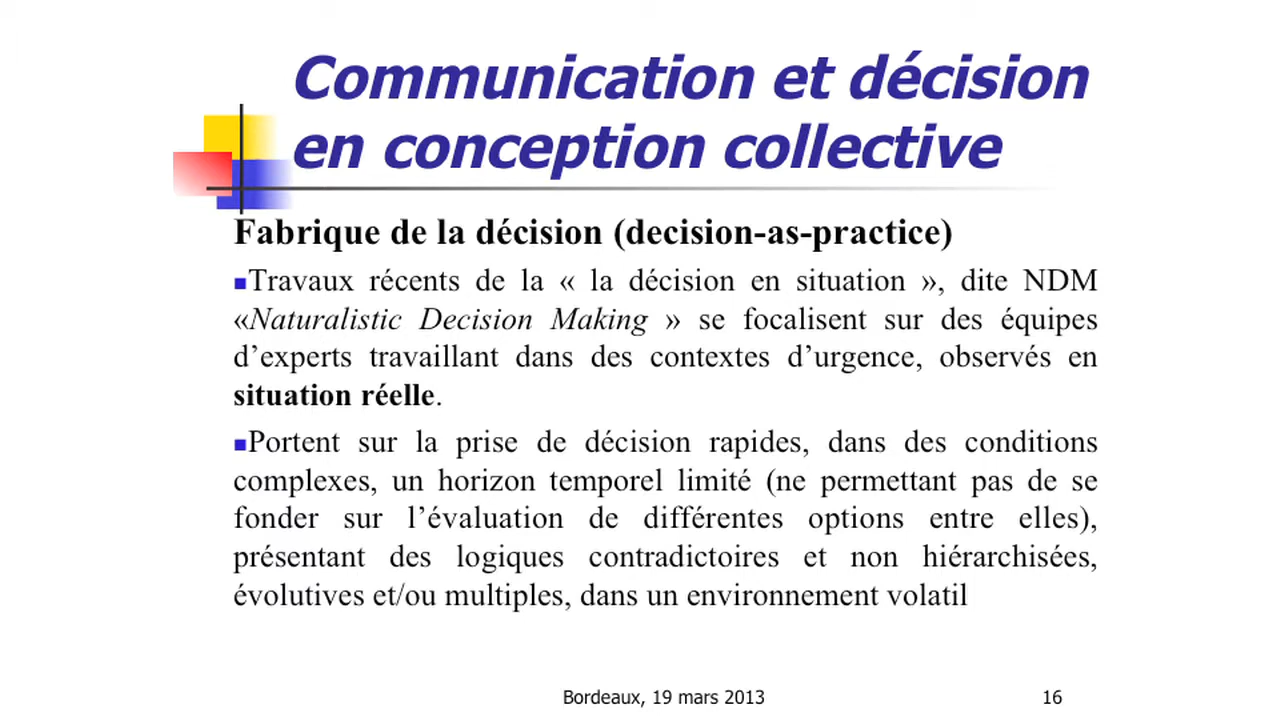 Communication et décision
en conception collective
Fabrique de la décision (decision-as-practice)
Travaux récents de la « la décision en situation », dite NDM
«Naturalistic Decision Making » se focalisent sur des équipes
d’experts travaillant dans des contextes d’urgence, observés en
situation réelle.
Portent sur la prise de décision rapides, dans des conditions
complexes, un horizon temporel limité (ne permettant pas de se
fonder sur l’évaluation de différentes options entre elles),
présentant des logiques contradictoires et non hiérarchisées,
évolutives et/ou multiples, dans un environnement volatil
Bordeaux, 19 mars 2013
16